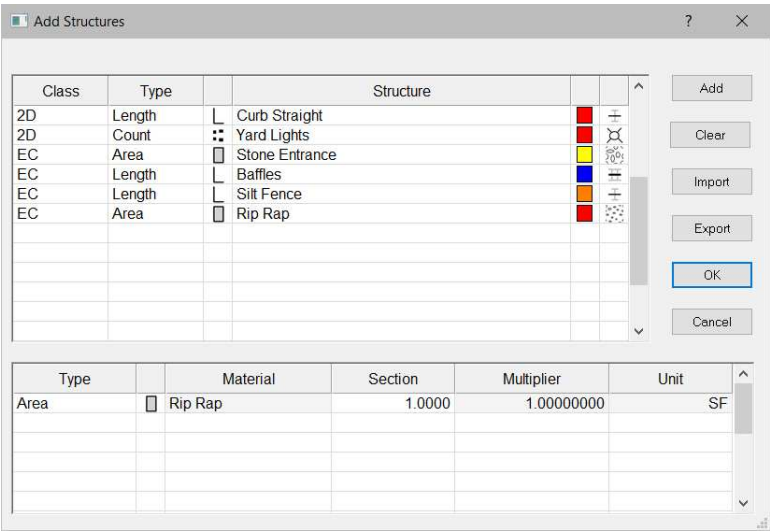 Add Structures ?
Class Type Structure
Add
2D Length Curb Straight
2D Count Yard Lights
Clear
EC Area Stone Entrance
EC Length Baffles
Import
EC Length Silt Fence
EC Area Rip Rap
Export
OK
Cancel
Type Material Section Multiplier Unit
Area Rip Rap 1.0000 1.00000000 SF